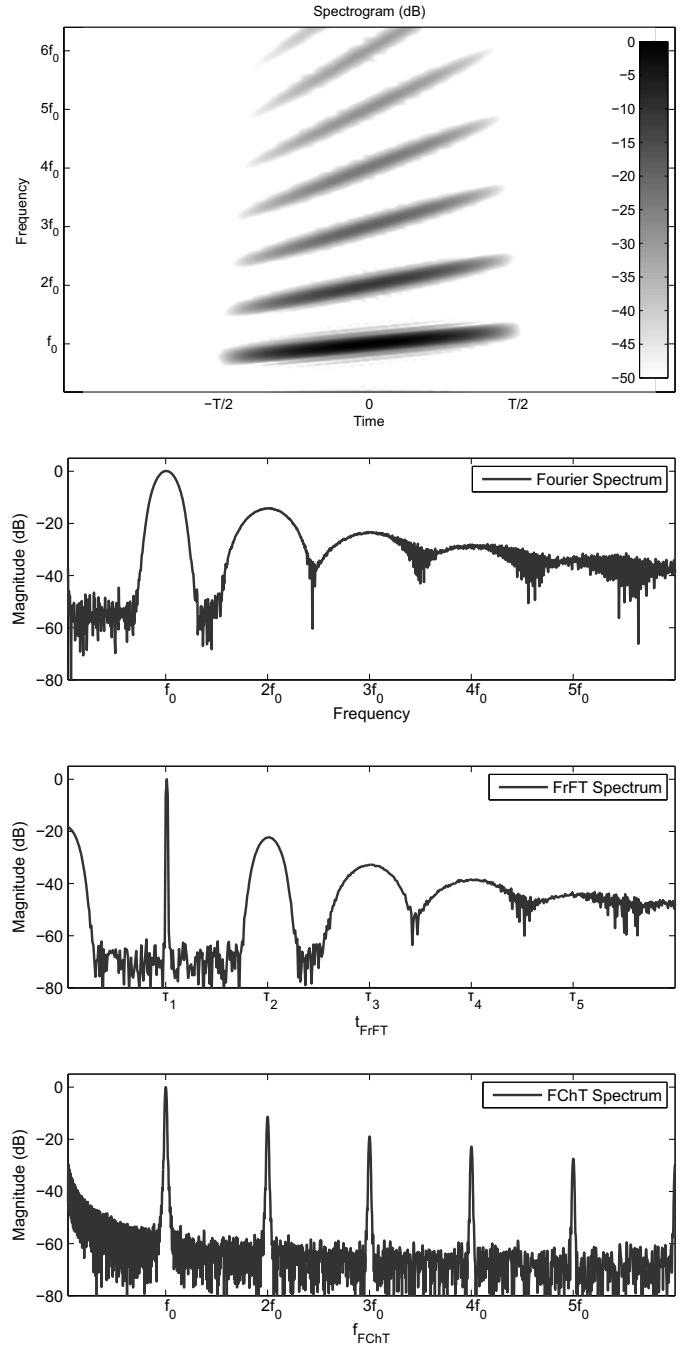 Spectrogram (dB)
6f0
5f0
4f0
3f0
2f0
f0
Frequency
0
−5
−10
−15
−20
−25
−30
−35
−40
−45
−50
−T/2 0 T/2
Time
Fourier Spectrum
0
−20
−40
−60
−80
Magnitude (dB)
f0 2f0 3f0 4f0 5f0
Frequency
FrFT Spectrum
0
−20
−40
−60
−80
Magnitude (dB)
τ1 τ2 τ3 τ4 τ5
tFrFT
FChT Spectrum
0
−20
−40
−60
−80
Magnitude (dB)
f0 2f0 3f0 4f0 5f0
fFChT